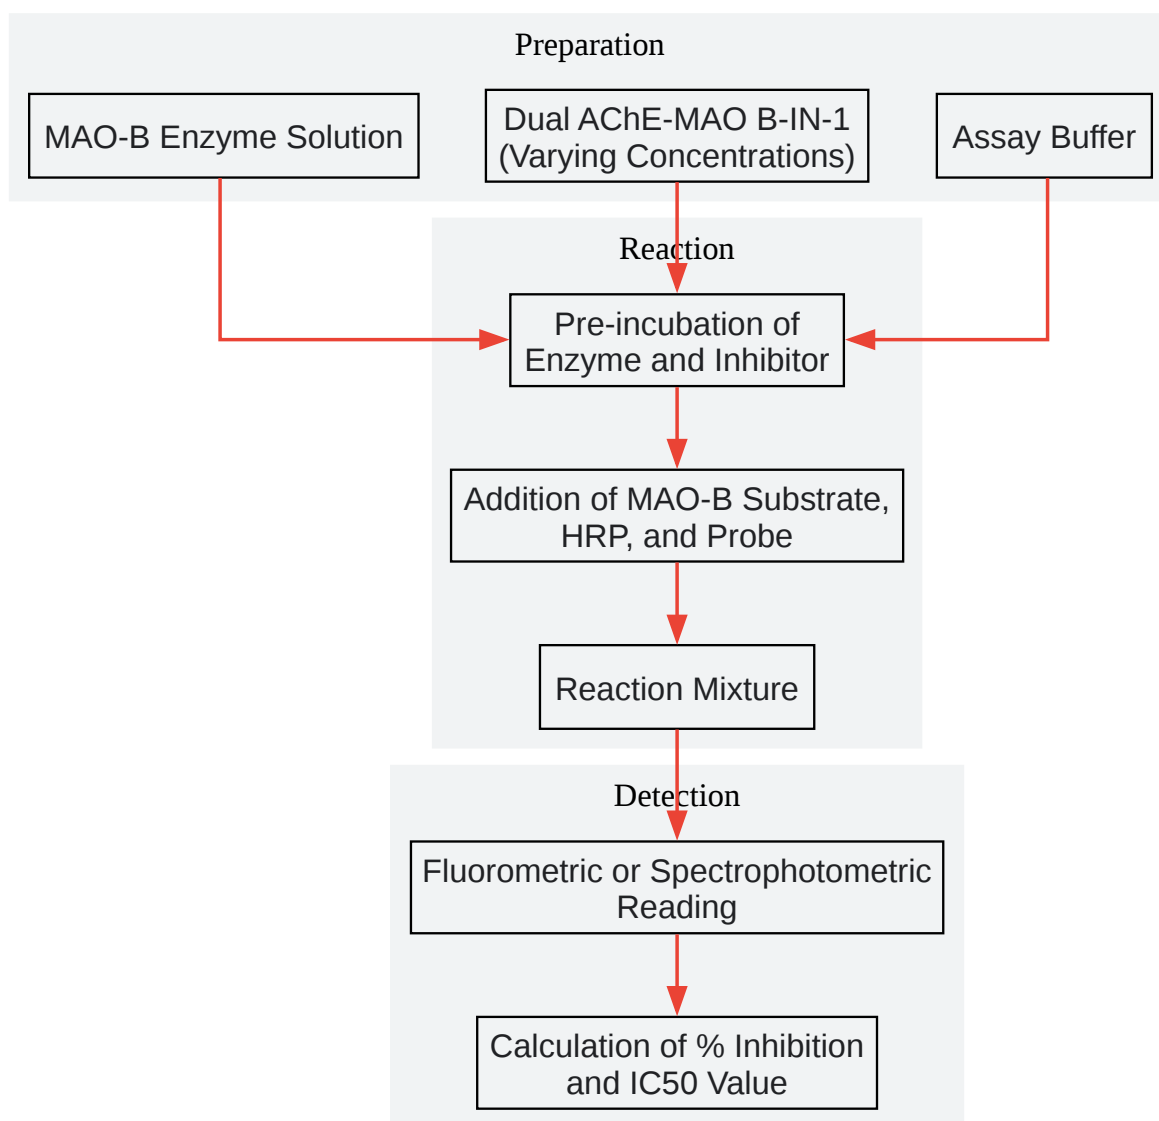 Preparation
MAO-B Enzyme Solution
Dual AChE-MAO B-IN-1
(Varying Concentrations)
Assay Buffer
Reaction
Pre-incubation of
Enzyme and Inhibitor
Addition of MAO-B Substrate,
HRP, and Probe
Reaction Mixture
Detection
Fluorometric or Spectrophotometric
Reading
Calculation of % Inhibition
and IC50 Value